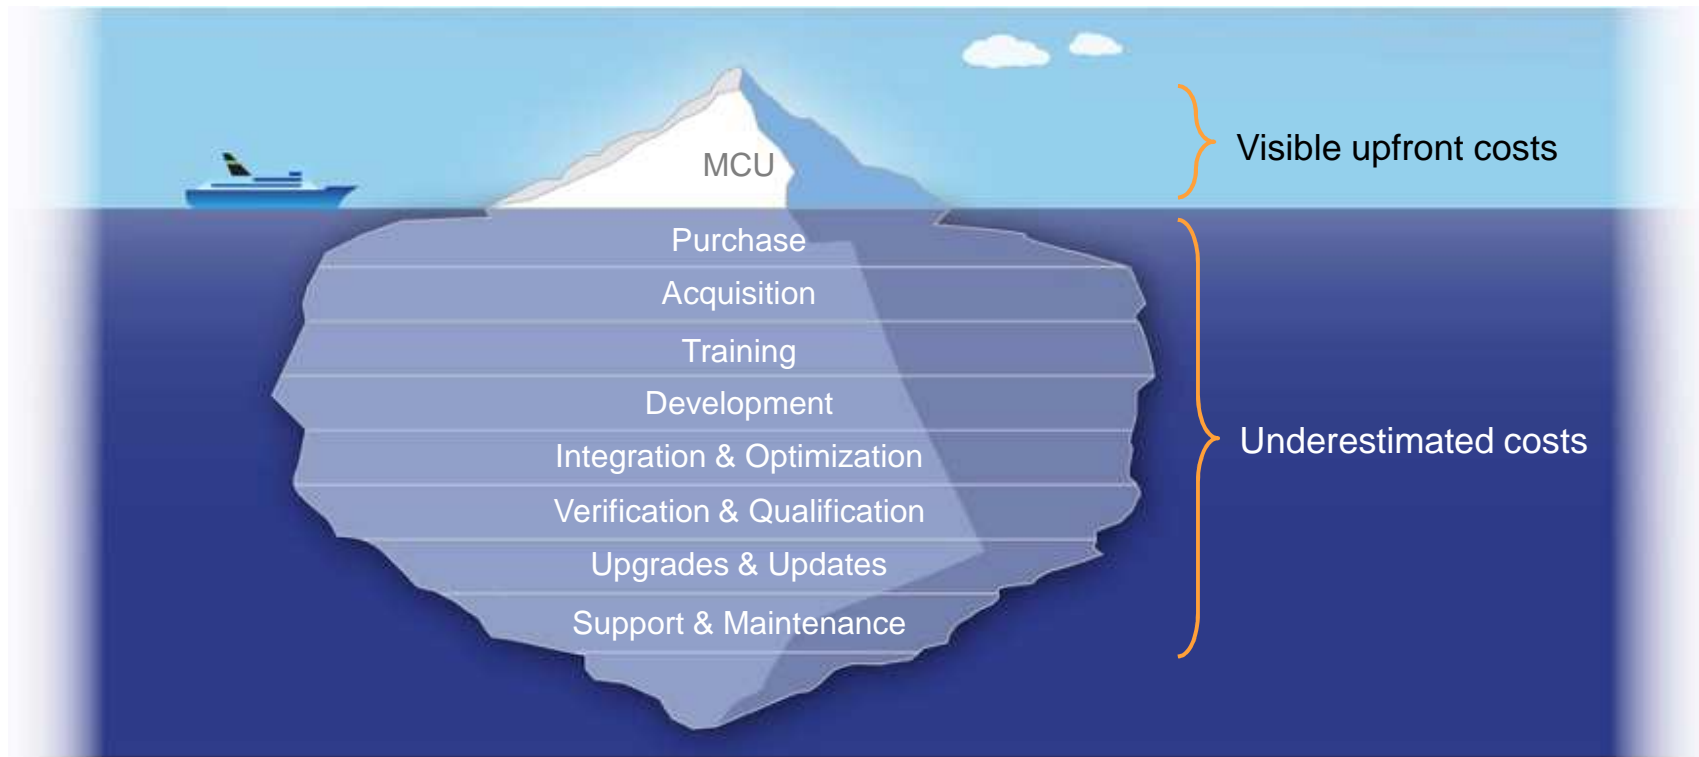 MCU
Visible upfront costs
Purchase
Acquisition
Training
Development
Integration & Optimization
Verification & Qualification
Upgrades & Updates
Support & Maintenance
Underestimated costs